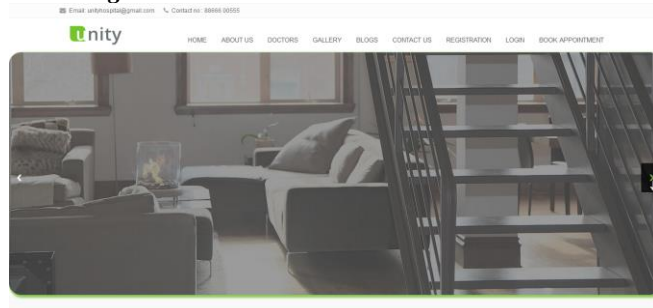 Email: unityhospital@gmail.com Contact no: 88666 00555
unity
HOME ABOUT US DOCTORS GALLERY BLOGS CONTACT US REGISTRATION LOGIN BOOK APPOINTMENT